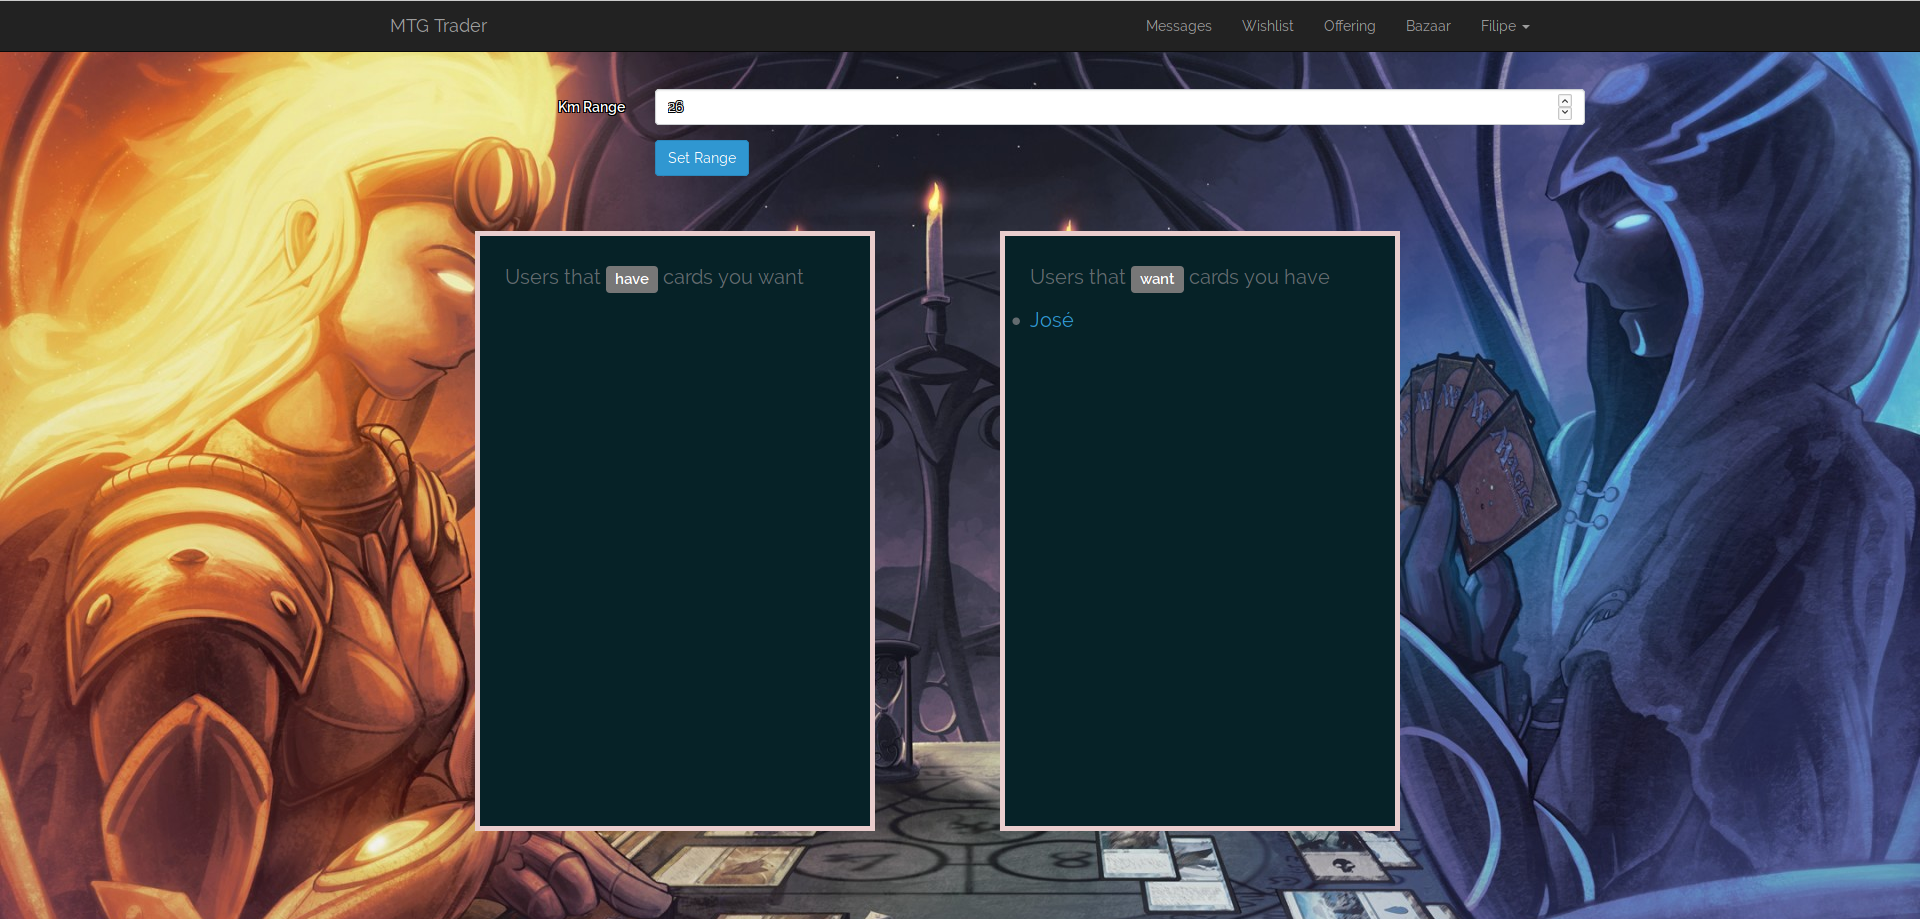 MTG Trader Messages Wishlist Offering Bazaar Filipe
Km Range 26
Set Range
Users that have cards you want
Users that want cards you have
José
MAGIC